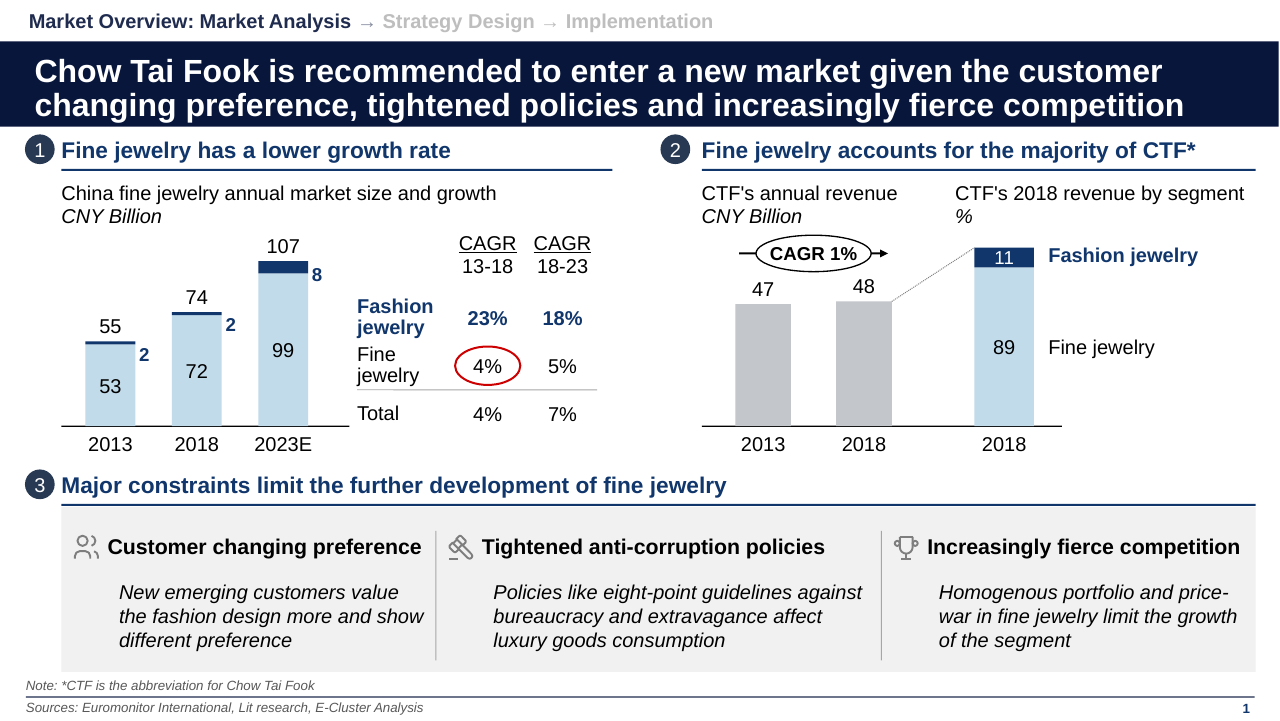 Market Overview: Market Analysis → Strategy Design → Implementation
Chow Tai Fook is recommended to enter a new market given the customer
changing preference, tightened policies and increasingly fierce competition
1 Fine jewelry has a lower growth rate
China fine jewelry annual market size and growth
CNY Billion
107
8
99
74
2
72
55
2
53
2013 2018 2023E
CAGR CAGR
13-18 18-23
Fashion
jewelry 23% 18%
Fine
jewelry 4% 5%
Total 4% 7%
2 Fine jewelry accounts for the majority of CTF*
CTF's annual revenue
CNY Billion
CAGR 1%
47 48
2013 2018
CTF's 2018 revenue by segment
%
11 Fashion jewelry
89 Fine jewelry
2018
3 Major constraints limit the further development of fine jewelry
Customer changing preference
New emerging customers value
the fashion design more and show
different preference
Tightened anti-corruption policies
Policies like eight-point guidelines against
bureaucracy and extravagance affect
luxury goods consumption
Increasingly fierce competition
Homogenous portfolio and price-
war in fine jewelry limit the growth
of the segment
Note: *CTF is the abbreviation for Chow Tai Fook
Sources: Euromonitor International, Lit research, E-Cluster Analysis
1